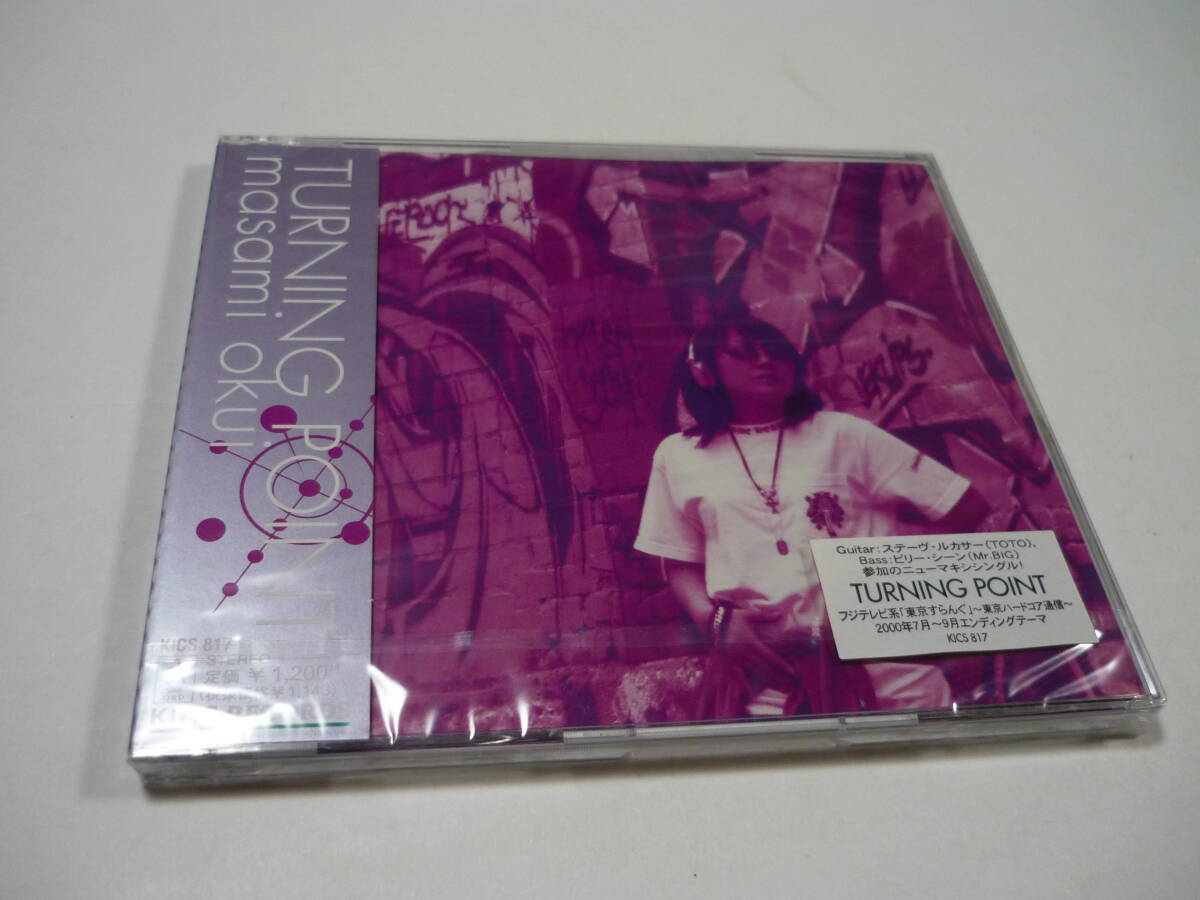 TURNING POINT
masami okui
KICS 817
STEREO
定価 ¥1,200
KING RECORDS
Guitar:スティーヴ・ルカサー(TOTO)、
Bass:ビリー・シーン(Mr.BIG)
参加のニューマキシシングル!
TURNING POINT
フジテレビ系「東京すらんぐ」〜東京ハードコア通信〜
2000年7月〜9月エンディングテーマ
KICS 817